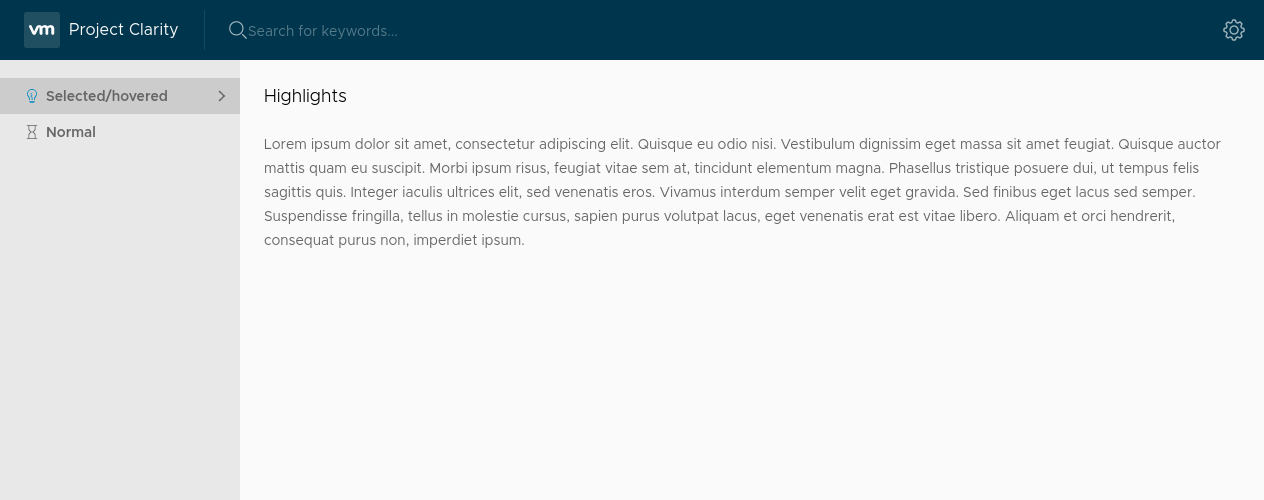 vm Project Clarity Search for keywords...
Selected/hovered
Normal
Highlights
Lorem ipsum dolor sit amet, consectetur adipiscing elit. Quisque eu odio nisi. Vestibulum dignissim eget massa sit amet feugiat. Quisque auctor
mattis quam eu suscipit. Morbi ipsum risus, feugiat vitae sem at, tincidunt elementum magna. Phasellus tristique posuere dui, ut tempus felis
sagittis quis. Integer iaculis ultrices elit, sed venenatis eros. Vivamus interdum semper velit eget gravida. Sed finibus eget lacus sed semper.
Suspendisse fringilla, tellus in molestie cursus, sapien purus volutpat lacus, eget venenatis erat est vitae libero. Aliquam et orci hendrerit,
consequat purus non, imperdiet ipsum.